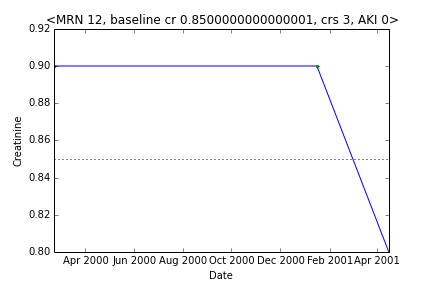 <MRN 12, baseline cr 0.8500000000000001, crs 3, AKI 0>
0.92
0.90
0.88
0.86
0.84
0.82
0.80
Creatinine
Apr 2000 Jun 2000 Aug 2000 Oct 2000 Dec 2000 Feb 2001 Apr 2001
Date